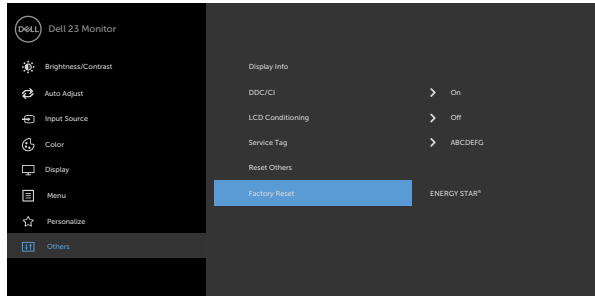 DELL Dell 23 Monitor
Brightness/Contrast
Auto Adjust
Input Source
Color
Display
Menu
Personalize
Others
Display Info
DDC/CI On
LCD Conditioning Off
Service Tag ABCDEFG
Reset Others
Factory Reset ENERGY STAR®